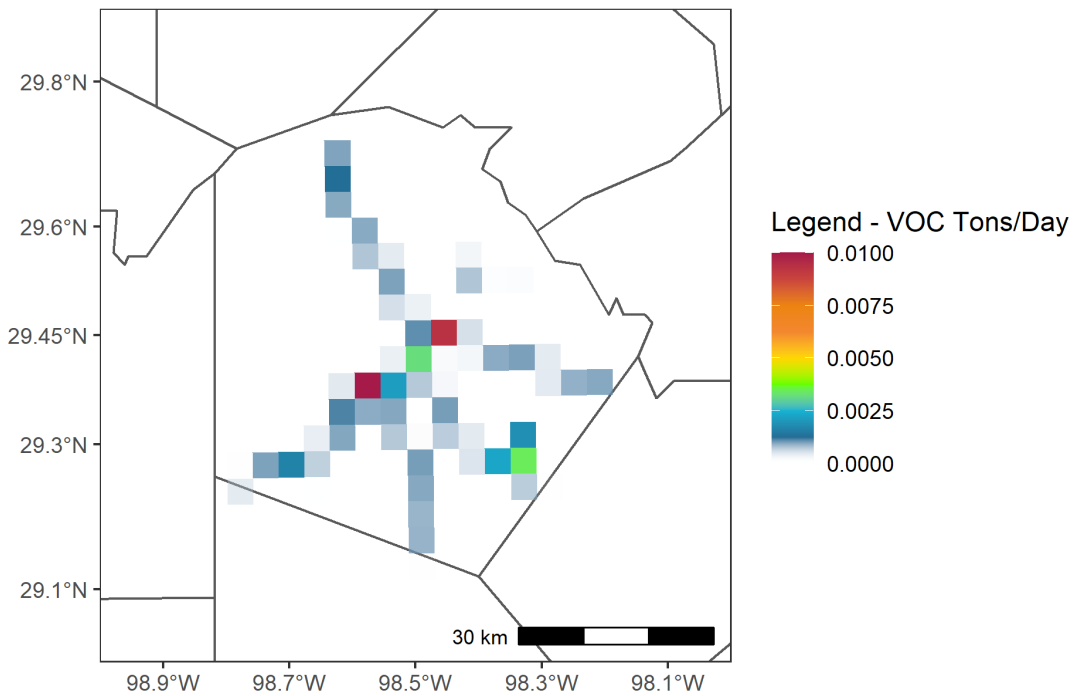 29.8°N
29.6°N
29.45°N
29.3°N
29.1°N
98.9°W
98.7°W
98.5°W
98.3°W
98.1°W
30 km
Legend - VOC Tons/Day
0.0100
0.0075
0.0050
0.0025
0.0000